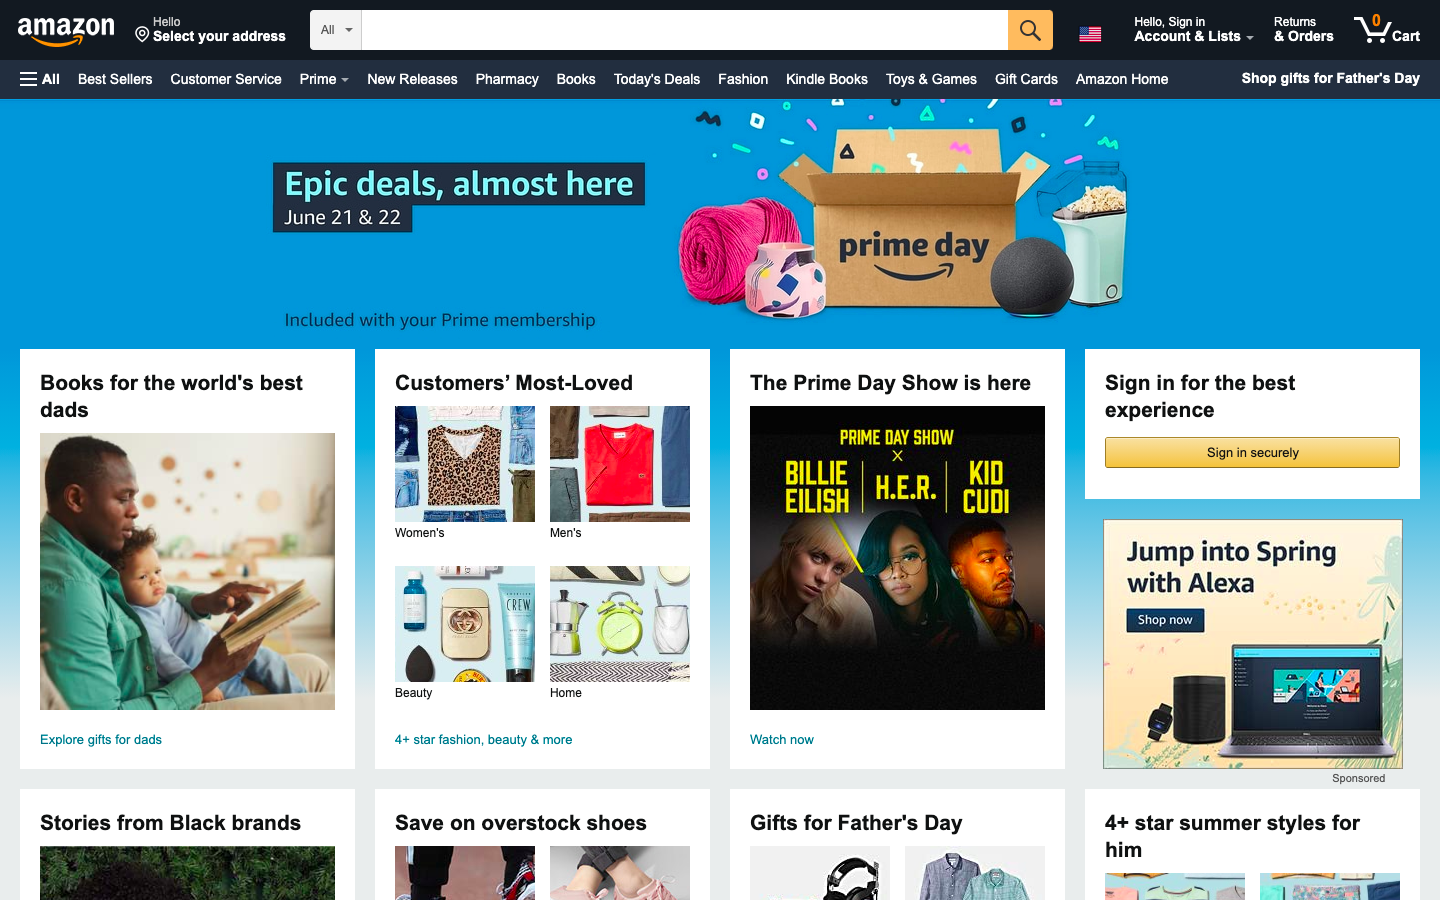 amazon
Hello
Select your address
All
Hello, Sign in
Account & Lists
Returns
& Orders
0
Cart
All
Best Sellers
Customer Service
Prime
New Releases
Pharmacy
Books
Today's Deals
Fashion
Kindle Books
Toys & Games
Gift Cards
Amazon Home
Shop gifts for Father's Day
Epic deals, almost here
June 21 & 22
prime day
Included with your Prime membership
Books for the world's best
dads
Explore gifts for dads
Customers’ Most-Loved
Women's
Men's
CREW
Beauty
Home
4+ star fashion, beauty & more
The Prime Day Show is here
PRIME DAY SHOW
X
BILLIE
EILISH
H.E.R.
KID
CUDI
Watch now
Sign in for the best
experience
Sign in securely
Jump into Spring
with Alexa
Shop now
Sponsored
Stories from Black brands
Save on overstock shoes
Gifts for Father's Day
4+ star summer styles for
him